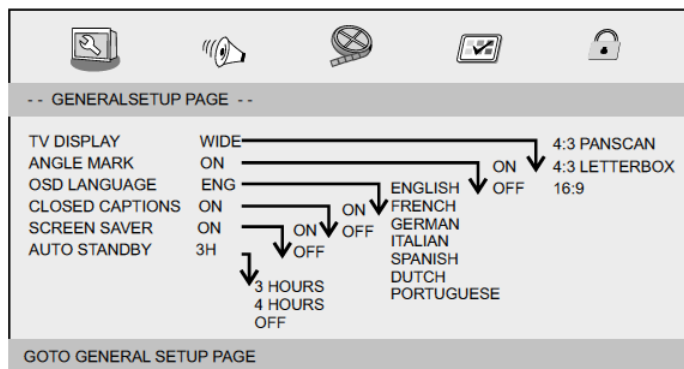 - - GENERALSETUP PAGE - -
TV DISPLAY WIDE
ANGLE MARK ON
OSD LANGUAGE ENG
CLOSED CAPTIONS ON
SCREEN SAVER ON
AUTO STANDBY 3H
3 HOURS
4 HOURS
OFF
ON
OFF
ON
OFF
ENGLISH
FRENCH
GERMAN
ITALIAN
SPANISH
DUTCH
PORTUGUESE
ON
OFF
4:3 PANSCAN
4:3 LETTERBOX
16:9
GOTO GENERAL SETUP PAGE